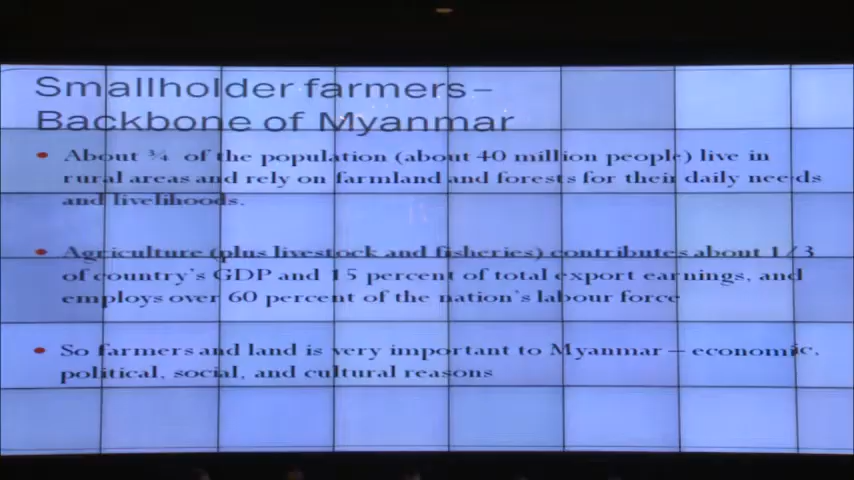 Smallholder farmers–
Backbone of Myanmar
• About ¾ of the population (about 40 million people) live in
rural areas and rely on farmland and forests for their daily needs
and livelihoods.
• Agriculture (plus livestock and fisheries) contributes about 1/3
of country's GDP and 15 percent of total export earnings, and
employs over 60 percent of the nation's labour force
• So farmers and land is very important to Myanmar – economic,
political, social, and cultural reasons